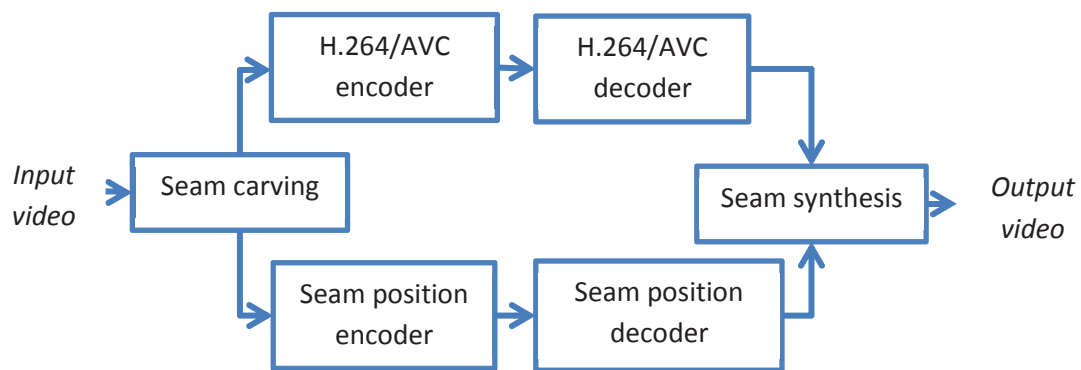 Input
video
Seam carving
H.264/AVC
encoder
H.264/AVC
decoder
Seam position
encoder
Seam position
decoder
Seam synthesis
Output
video